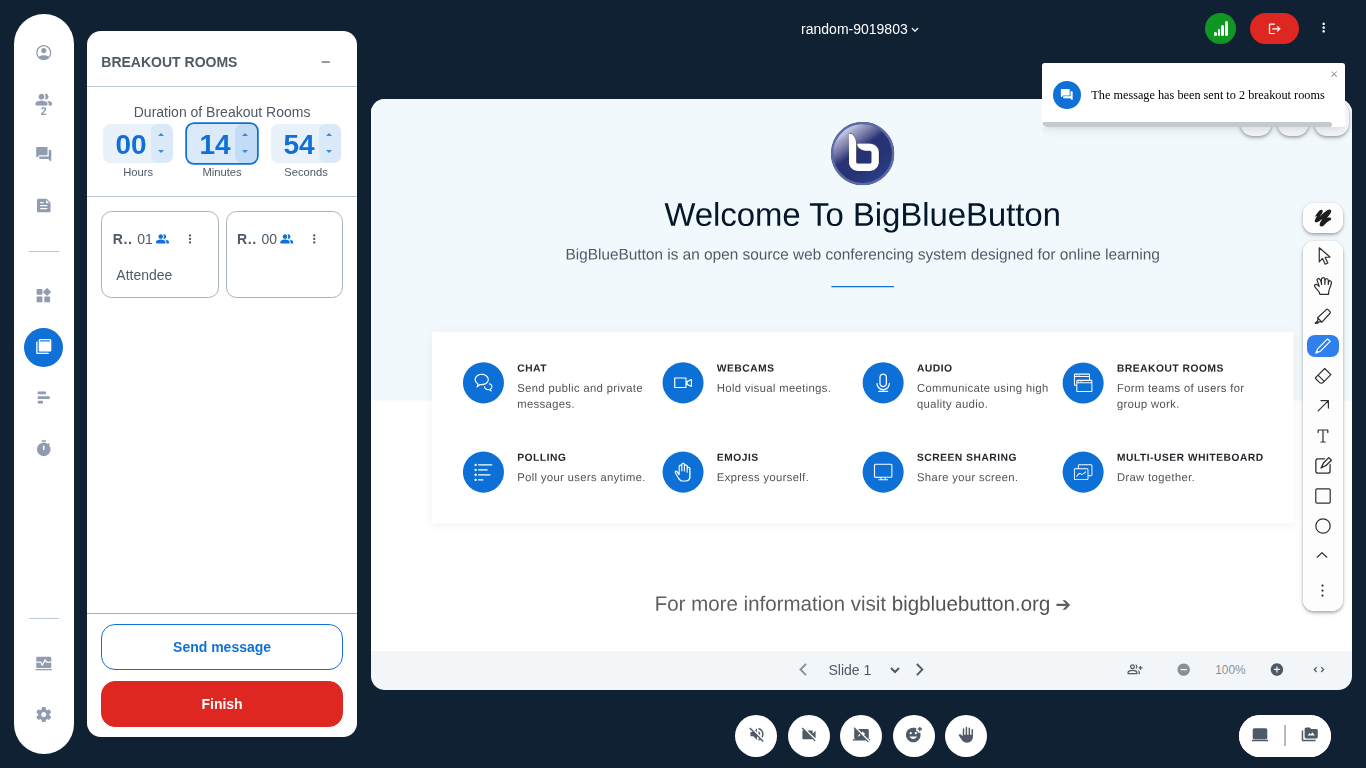 random-9019803
2
BREAKOUT ROOMS
Duration of Breakout Rooms
00 14 54
Hours Minutes Seconds
R.. 01
Attendee
R.. 00
Send message
Finish
The message has been sent to 2 breakout rooms
Welcome To BigBlueButton
BigBlueButton is an open source web conferencing system designed for online learning
CHAT
Send public and private
messages.
WEBCAMS
Hold visual meetings.
AUDIO
Communicate using high
quality audio.
BREAKOUT ROOMS
Form teams of users for
group work.
POLLING
Poll your users anytime.
EMOJIS
Express yourself.
SCREEN SHARING
Share your screen.
MULTI-USER WHITEBOARD
Draw together.
For more information visit bigbluebutton.org ➔
Slide 1
100%